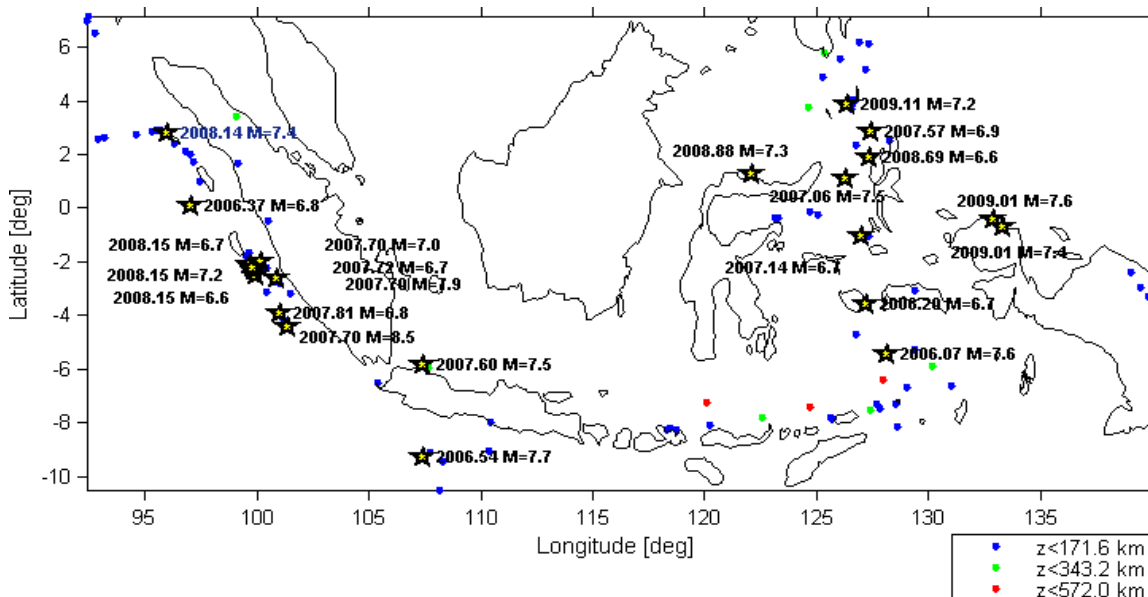 6
4
2
0
-2
-4
-6
-8
-10
Latitude [deg]
2009.11 M=7.2
2008.14 M=7.4
2007.57 M=6.9
2008.88 M=7.3
2008.69 M=6.6
2007.06 M=7.5
2009.01 M=7.6
2006.37 M=6.8
2008.15 M=6.7
2007.70 M=7.0
2009.01 M=7.4
2007.72 M=6.7
2007.14 M=6.7
2008.15 M=7.2
2007.70 M=7.9
2008.15 M=6.6
2008.20 M=6.7
2007.81 M=6.8
2007.70 M=8.5
2006.07 M=7.6
2007.60 M=7.5
2006.54 M=7.7
95 100 105 110 115 120 125 130 135
Longitude [deg]
z<171.6 km
z<343.2 km
z<572.0 km